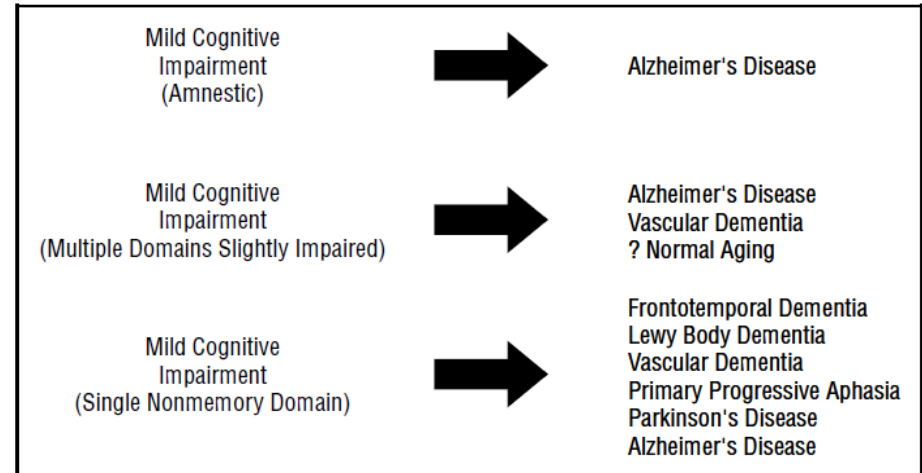 Mild Cognitive
Impairment
(Amnestic)
Alzheimer's Disease
Mild Cognitive
Impairment
(Multiple Domains Slightly Impaired)
Alzheimer's Disease
Vascular Dementia
? Normal Aging
Mild Cognitive
Impairment
(Single Nonmemory Domain)
Frontotemporal Dementia
Lewy Body Dementia
Vascular Dementia
Primary Progressive Aphasia
Parkinson's Disease
Alzheimer's Disease